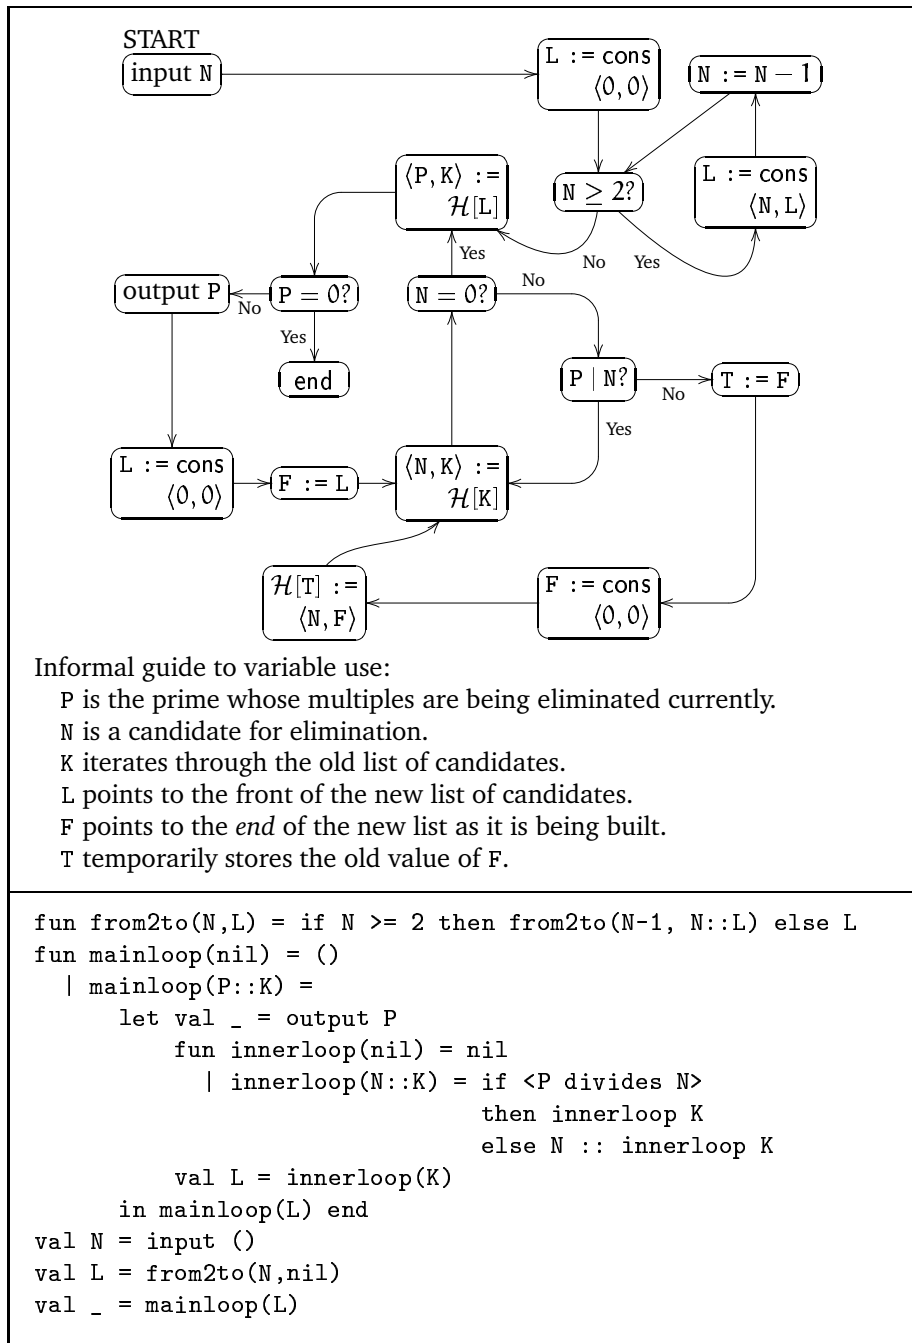 START
input N
L := cons
⟨0, 0⟩
N := N − 1
⟨P, K⟩ :=
H[L]
N ≥ 2?
L := cons
⟨N, L⟩
Yes
No
Yes
No
output P
No
P = 0?
N = 0?
Yes
end
P | N?
No
T := F
Yes
L := cons
⟨0, 0⟩
F := L
⟨N, K⟩ :=
H[K]
H[T] :=
⟨N, F⟩
F := cons
⟨0, 0⟩
Informal guide to variable use:
P is the prime whose multiples are being eliminated currently.
N is a candidate for elimination.
K iterates through the old list of candidates.
L points to the front of the new list of candidates.
F points to the end of the new list as it is being built.
T temporarily stores the old value of F.
fun from2to(N,L) = if N >= 2 then from2to(N-1, N::L) else L
fun mainloop(nil) = ()
| mainloop(P::K) =
let val _ = output P
fun innerloop(nil) = nil
| innerloop(N::K) = if <P divides N>
then innerloop K
else N :: innerloop K
val L = innerloop(K)
in mainloop(L) end
val N = input ()
val L = from2to(N,nil)
val _ = mainloop(L)